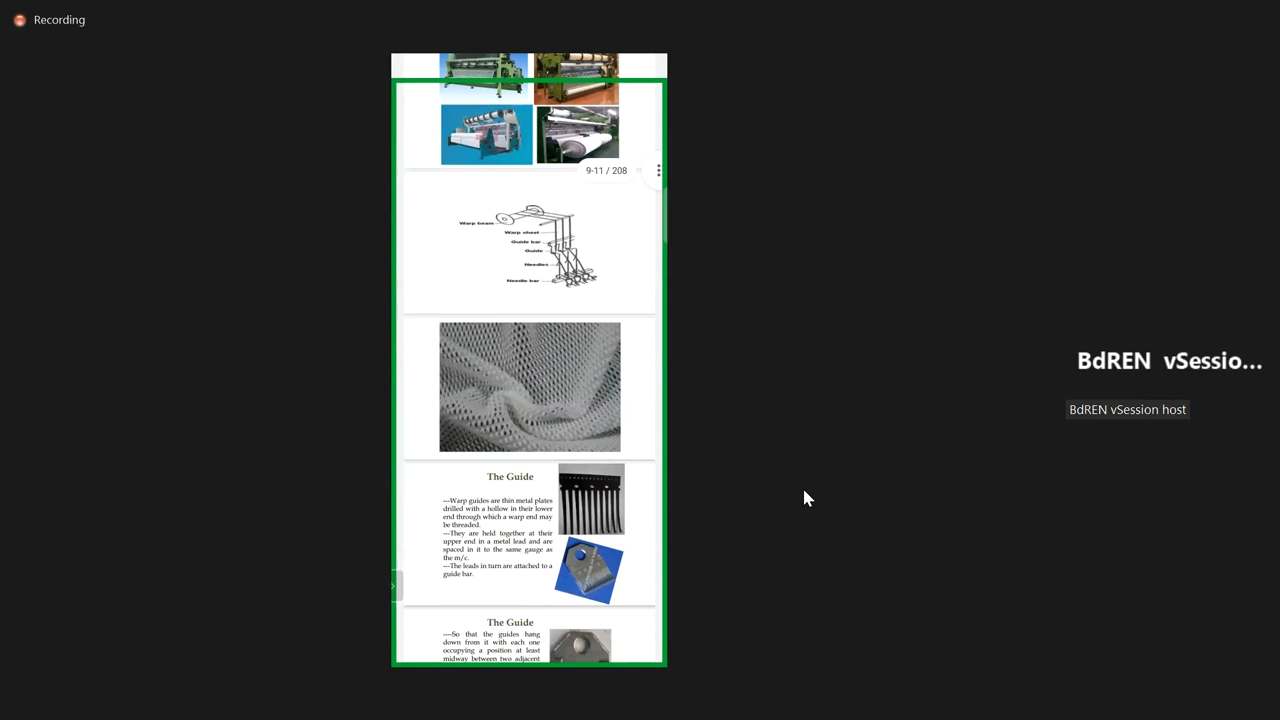 Recording
9-11 / 208
Warp beam
Warp sheet
Guide bar
Guide
Needles
Needle bar
BdREN vSessio...
BdREN vSession host
The Guide
---Warp guides are thin metal plates
drilled with a hollow in their lower
end through which a warp end may
be threaded.
---They are held together at their
upper end in a metal lead and are
spaced in it to the same gauge as
the m/c.
---The leads in turn are attached to a
guide bar.
The Guide
----So that the guides hang
down from it with each one
occupying a position at least
midway between two adjacent